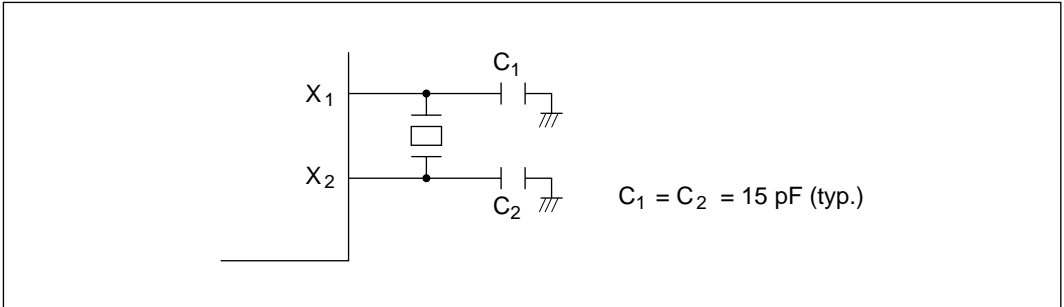 C1
X1
X2
C2
C1 = C2 = 15 pF (typ.)